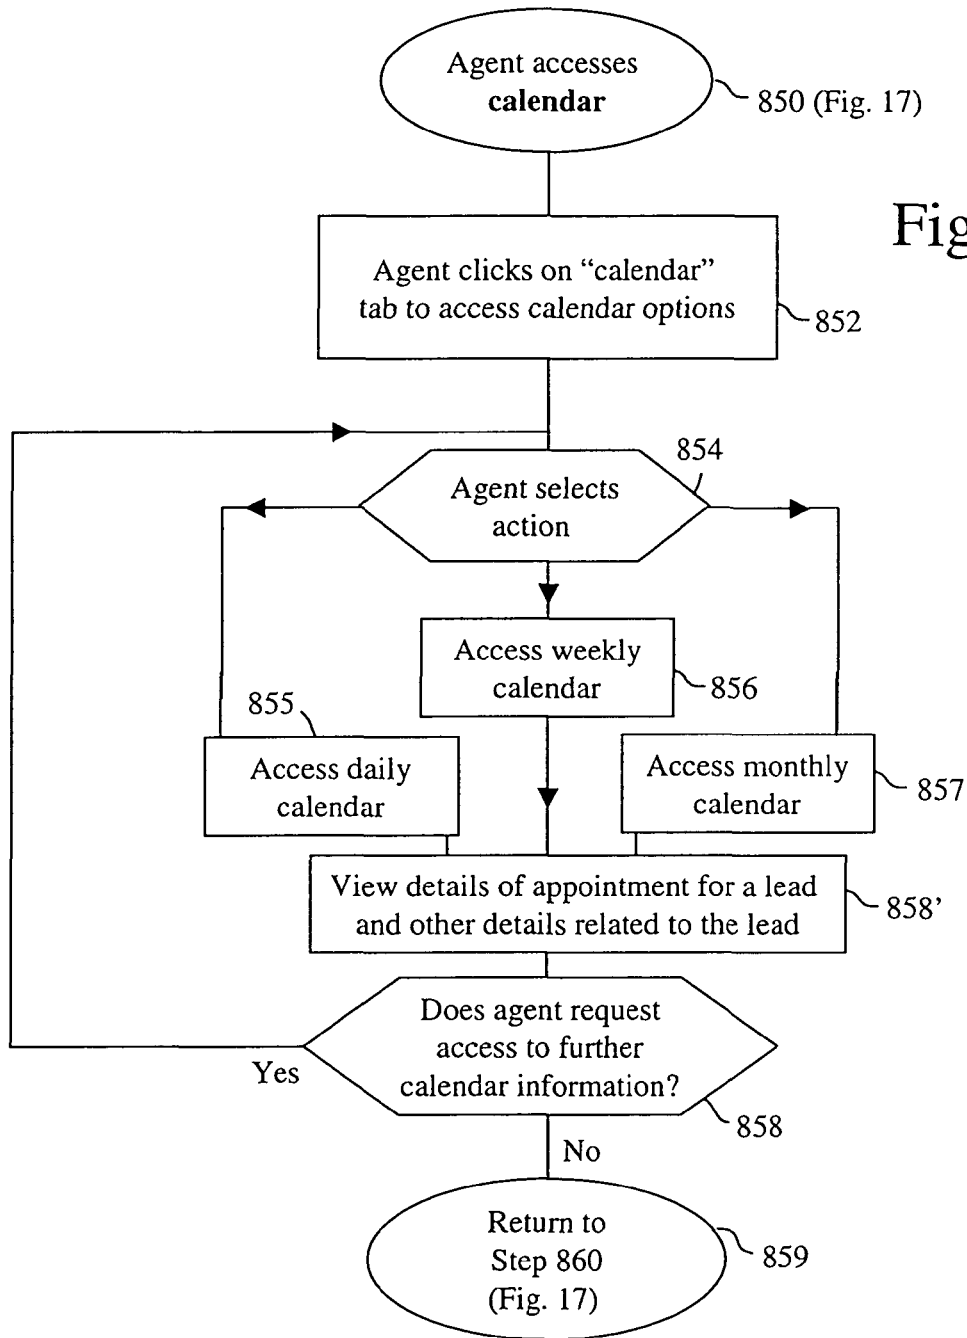 Agent accesses
calendar
850 (Fig. 17)
Fig
Agent clicks on “calendar”
tab to access calendar options
852
854
Agent selects
action
Access weekly
calendar
856
855
Access daily
calendar
Access monthly
calendar
857
View details of appointment for a lead
and other details related to the lead
858’
Does agent request
access to further
calendar information?
Yes
858
No
Return to
Step 860
(Fig. 17)
859